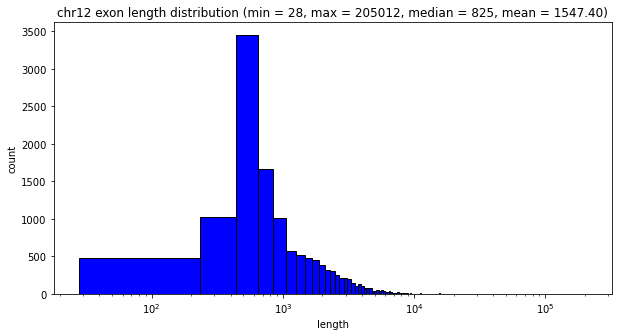 chr12 exon length distribution (min = 28, max = 205012, median = 825, mean = 1547.40)
3500
3000
2500
2000
1500
1000
500
0
count
10² 10³ 10⁴ 10⁵
length